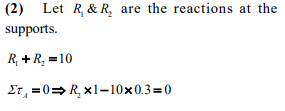 (2) Let R₁ & R₂ are the reactions at the
supports.
R₁ + R₂ = 10
Στ_A = 0 ⇒ R₂ × 1 – 10 × 0.3 = 0